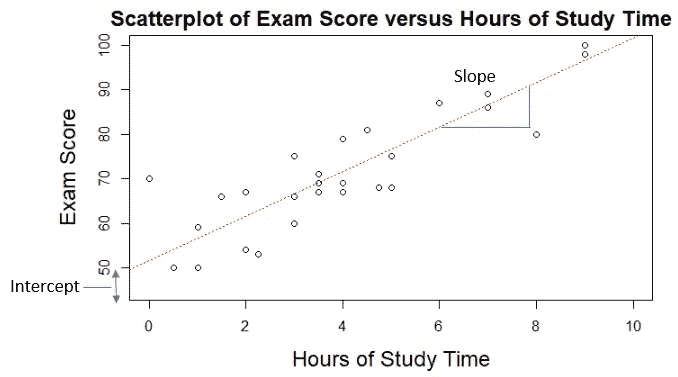 Scatterplot of Exam Score versus Hours of Study Time
Slope
Exam Score
100
90
80
70
60
50
Intercept
0 2 4 6 8 10
Hours of Study Time